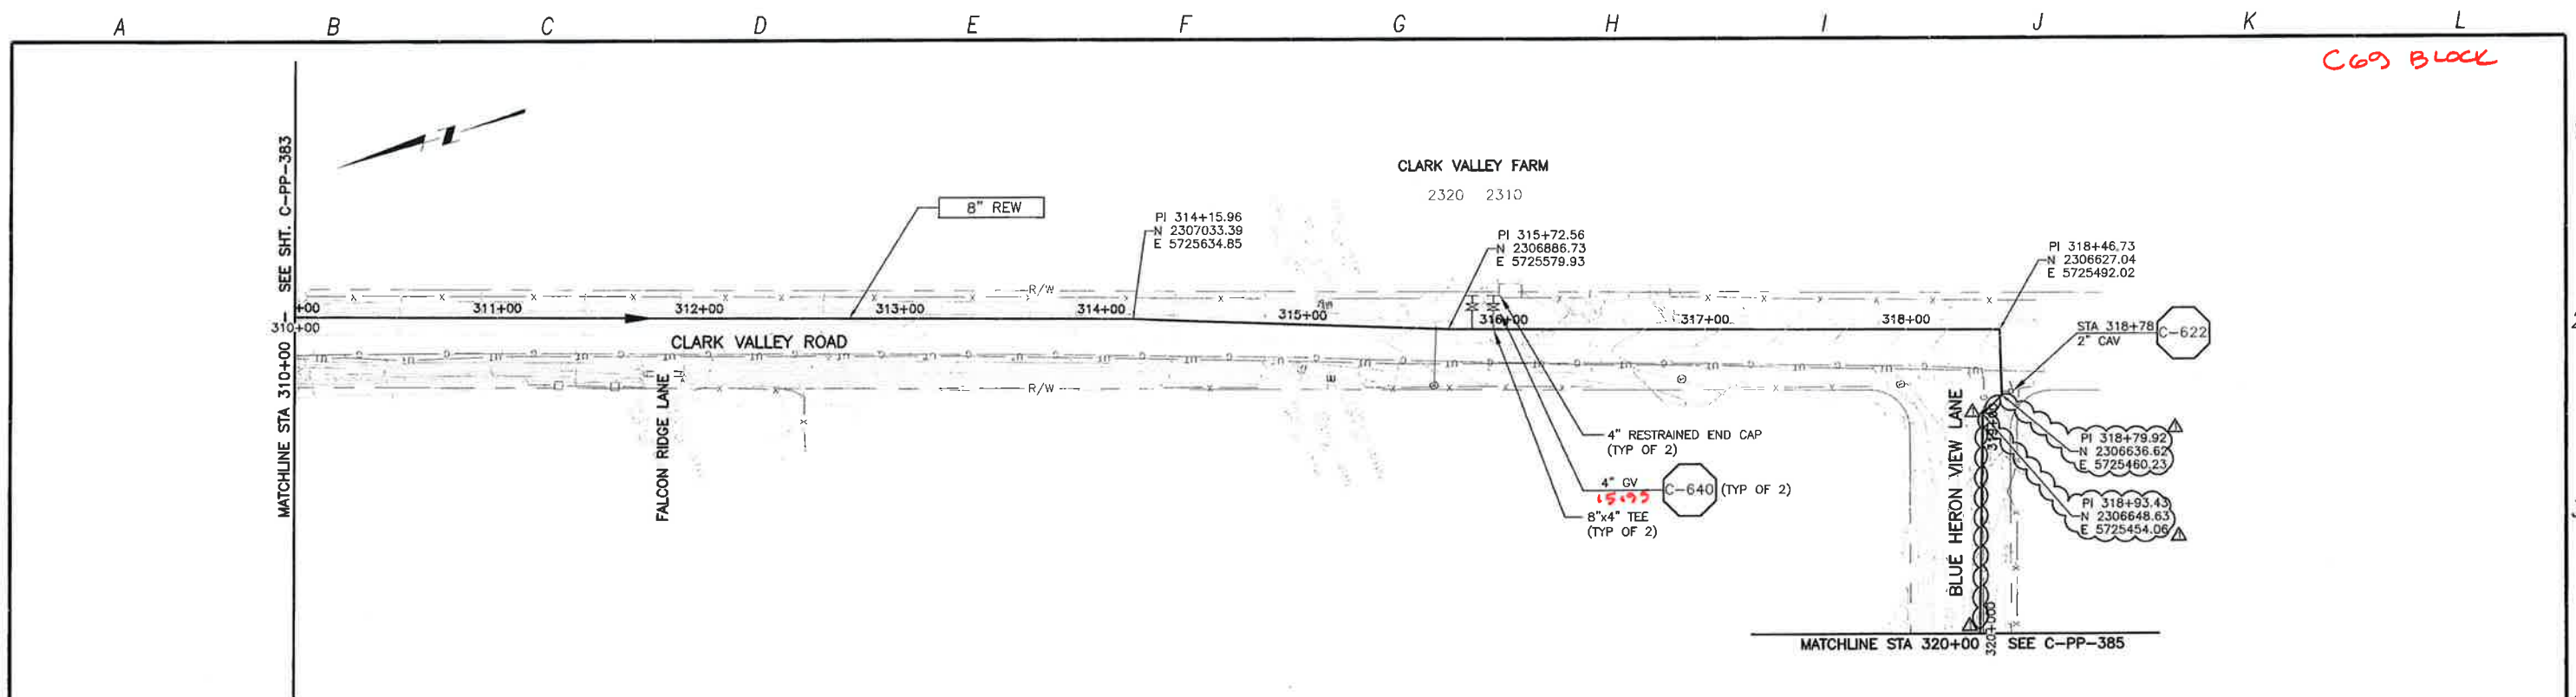 A B C D E F G H I J K L
C69 BLOCK
SEE SHT. C-PP-383
MATCHLINE STA 310+00
CLARK VALLEY FARM
2320 2310
8" REW
PI 314+15.96
N 2307033.39
E 5725634.85
PI 315+72.56
N 2306886.73
E 5725579.93
PI 318+46.73
N 2306627.04
E 5725492.02
R/W
+00 311+00 312+00 313+00 314+00 315+00 316+00 317+00 318+00
310+00
CLARK VALLEY ROAD
STA 318+78
2" CAV
C-622
R/W
FALCON RIDGE LANE
BLUE HERON VIEW LANE
319+00
4" RESTRAINED END CAP
(TYP OF 2)
4" GV
C-640 (TYP OF 2)
8"x4" TEE
(TYP OF 2)
PI 318+79.92
N 2306636.62
E 5725460.23
PI 318+93.43
N 2306648.63
E 5725454.06
320+00
MATCHLINE STA 320+00 SEE C-PP-385